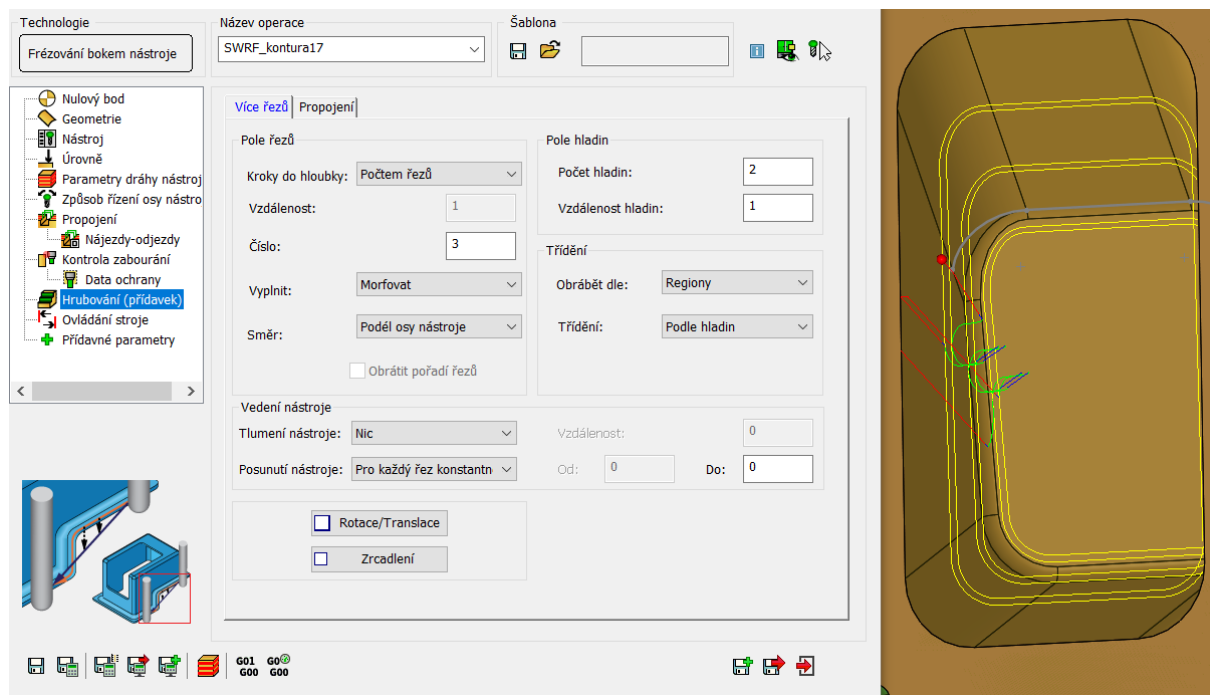 Technologie
Frézování bokem nástroje
Název operace
SWRF_kontura17
Šablona
Nulový bod
Geometrie
Nástroj
Úrovně
Parametry dráhy nástroj
Způsob řízení osy nástro
Propojení
Nájezdy-odjezdy
Kontrola zabourání
Data ochrany
Hrubování (přídavek)
Ovládání stroje
Přídavné parametry
Více řezů Propojení
Pole řezů
Kroky do hloubky: Počtem řezů
Vzdálenost: 1
Číslo: 3
Vyplnit: Morfovat
Směr: Podél osy nástroje
Obrátit pořadí řezů
Pole hladin
Počet hladin: 2
Vzdálenost hladin: 1
Třídění
Obrábět dle: Regiony
Třídění: Podle hladin
Vedení nástroje
Tlumení nástroje: Nic Vzdálenost: 0
Posunutí nástroje: Pro každý řez konstantn Od: 0 Do: 0
Rotace/Translace
Zrcadlení
G01 G0
G00 G00